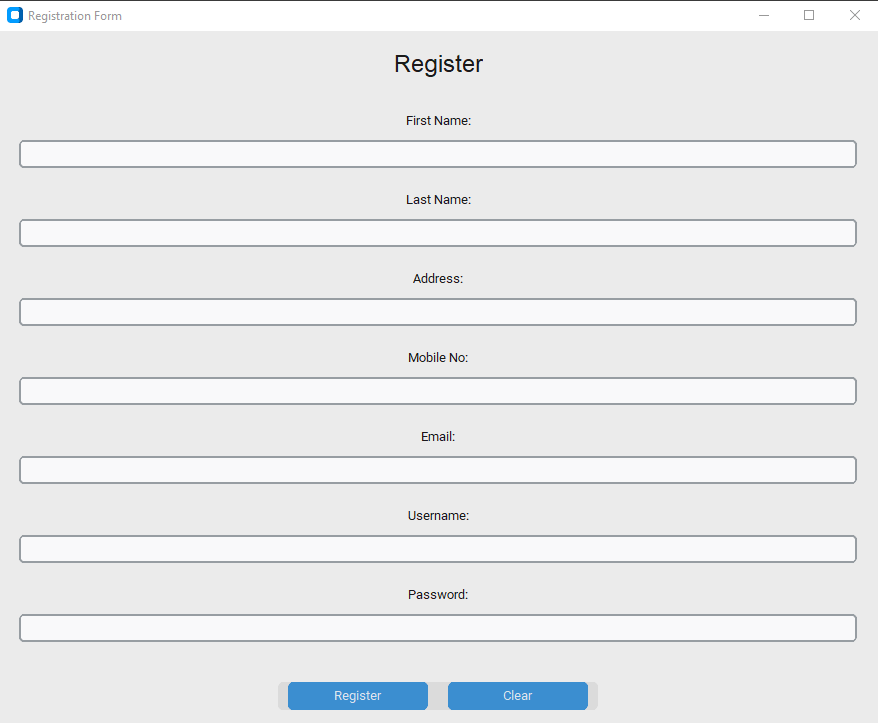 Registration Form
Register
First Name:
Last Name:
Address:
Mobile No:
Email:
Username:
Password:
Register Clear